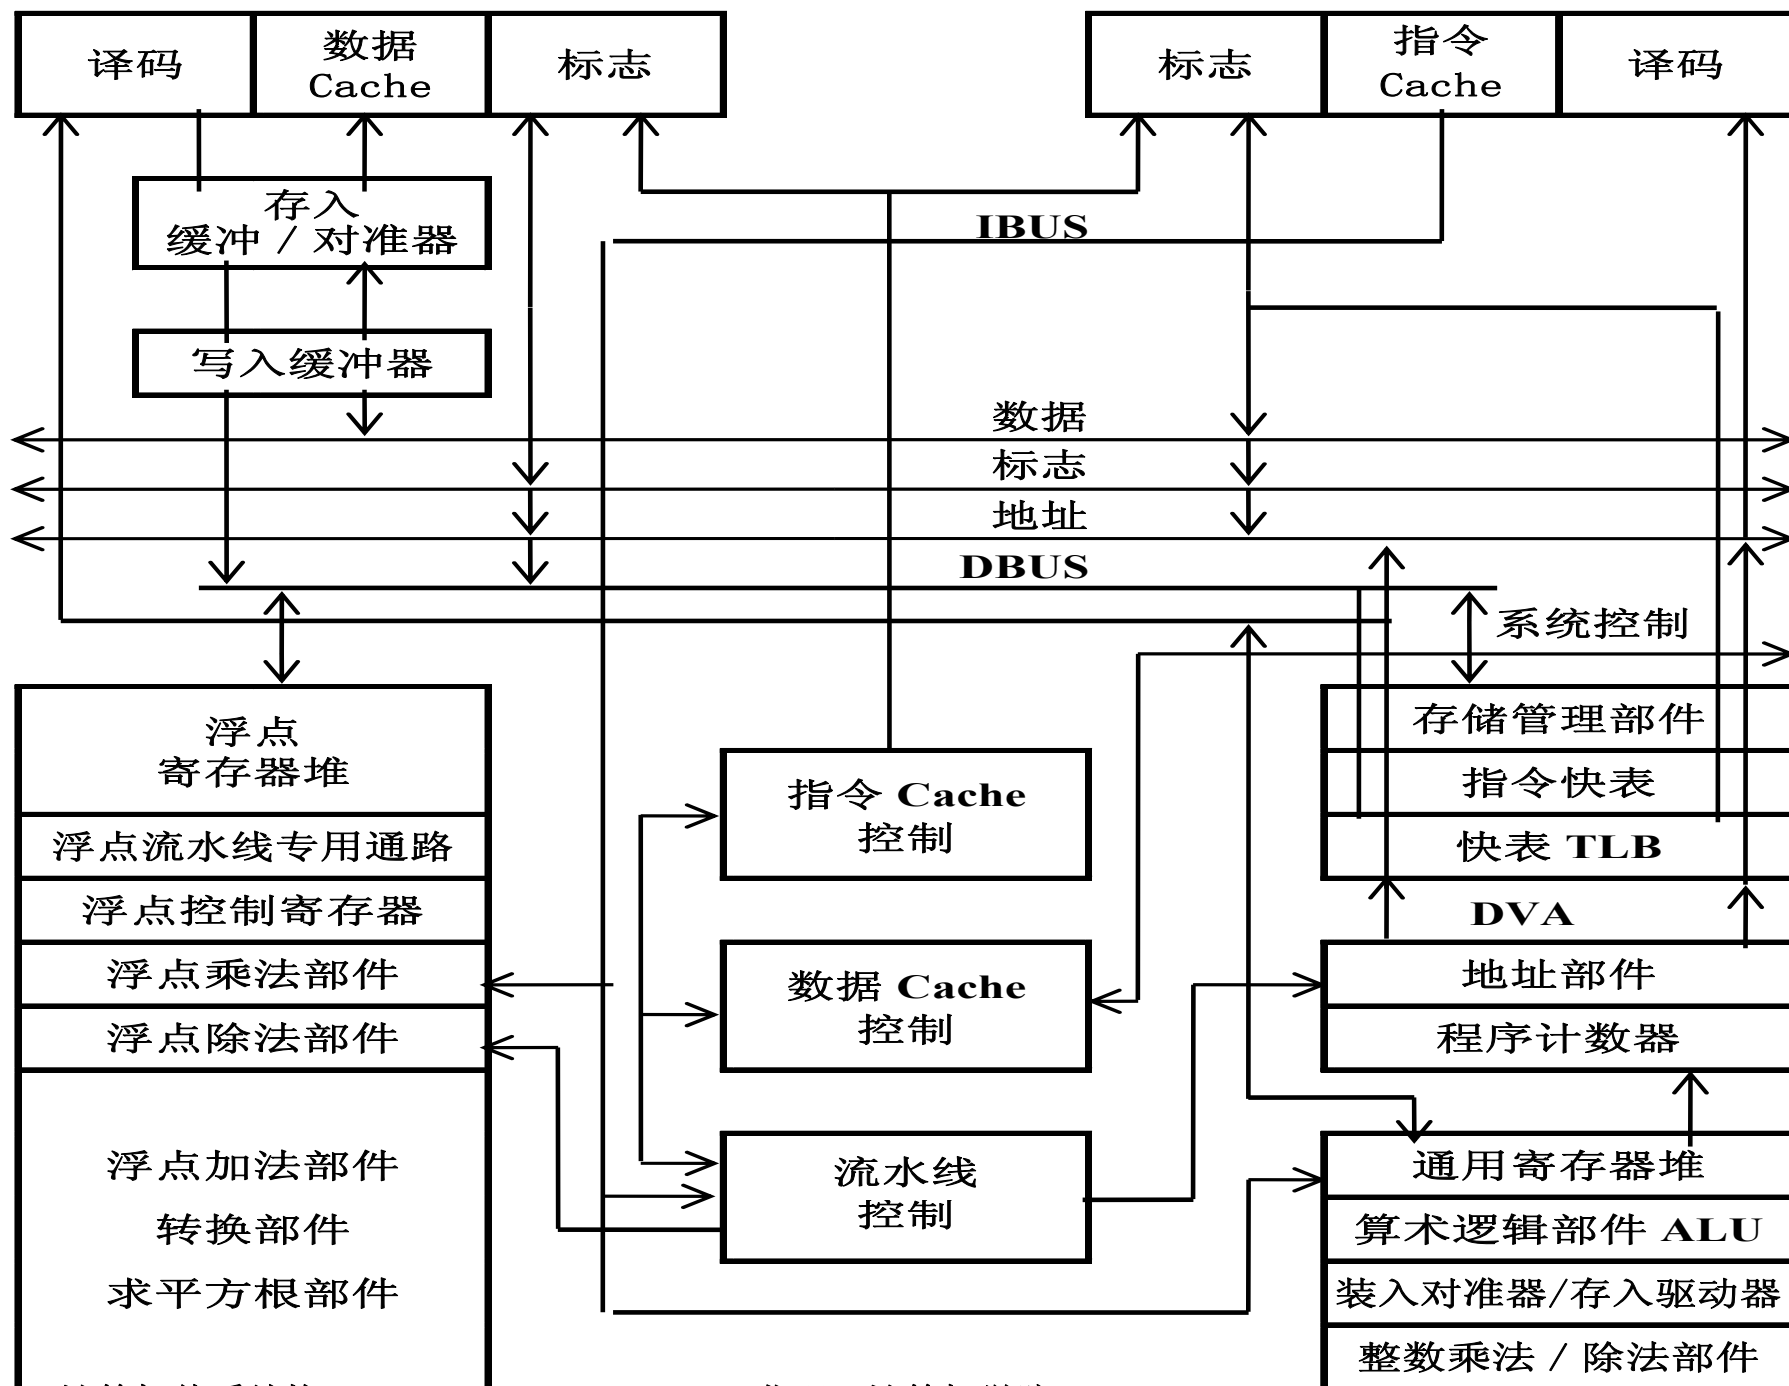 译码
数据
Cache
标志
标志
指令
Cache
译码
存入
缓冲 / 对准器
IBUS
写入缓冲器
数据
标志
地址
DBUS
系统控制
浮点
寄存器堆
浮点流水线专用通路
浮点控制寄存器
浮点乘法部件
浮点除法部件
浮点加法部件
转换部件
求平方根部件
指令 Cache
控制
数据 Cache
控制
流水线
控制
存储管理部件
指令快表
快表 TLB
DVA
地址部件
程序计数器
通用寄存器堆
算术逻辑部件 ALU
装入对准器/存入驱动器
整数乘法 / 除法部件